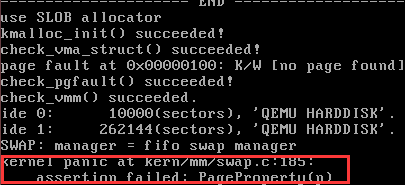 -------------------- END --------------------
use SLOB allocator
kmalloc_init() succeeded!
check_vma_struct() succeeded!
page fault at 0x00000100: K/W [no page found]
check_pgfault() succeeded!
check_vmm() succeeded.
ide 0:      10000(sectors), 'QEMU HARDDISK'.
ide 1:     262144(sectors), 'QEMU HARDDISK'.
SWAP: manager = fifo swap manager
kernel panic at kern/mm/swap.c:185:
    assertion failed: PageProperty(p)